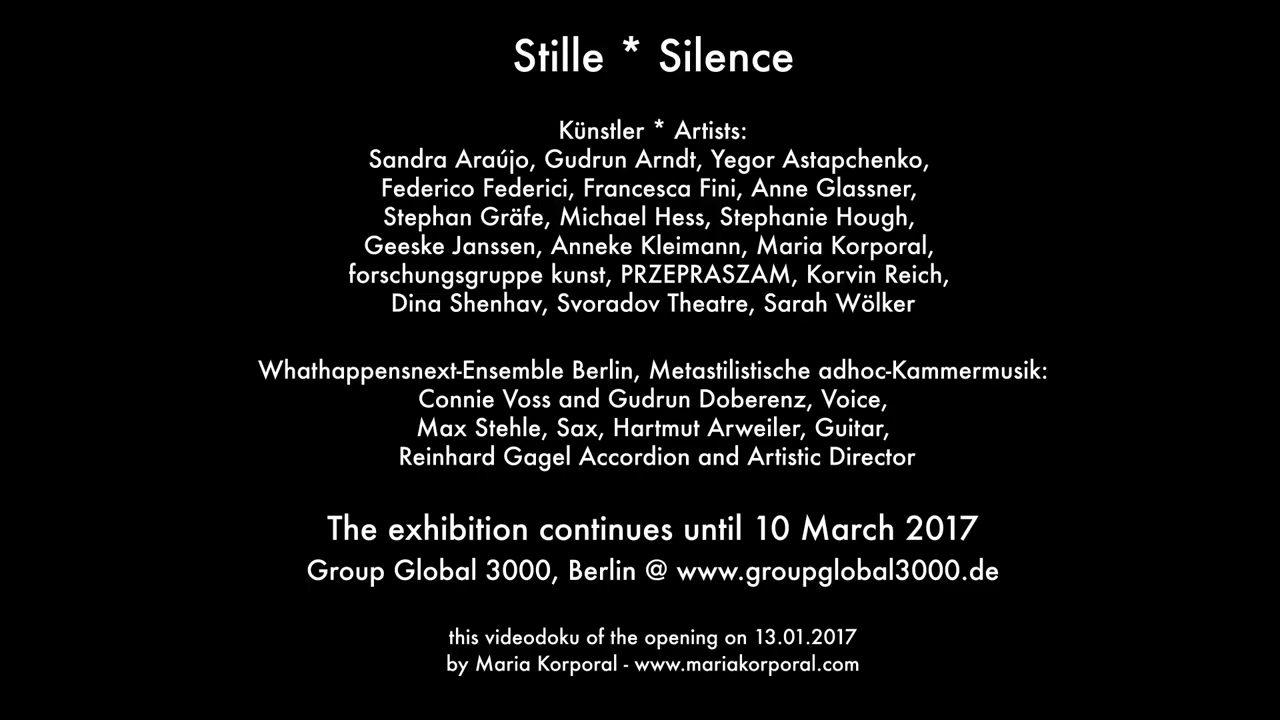 Stille * Silence
Künstler * Artists:
Sandra Araújo, Gudrun Arndt, Yegor Astapchenko,
Federico Federici, Francesca Fini, Anne Glassner,
Stephan Gräfe, Michael Hess, Stephanie Hough,
Geeske Janssen, Anneke Kleimann, Maria Korporal,
forschungsgruppe kunst, PRZEPRASZAM, Korvin Reich,
Dina Shenhav, Svoradov Theatre, Sarah Wölker
Whathappensnext-Ensemble Berlin, Metastilistische adhoc-Kammermusik:
Connie Voss and Gudrun Doberenz, Voice,
Max Stehle, Sax, Hartmut Arweiler, Guitar,
Reinhard Gagel Accordion and Artistic Director
The exhibition continues until 10 March 2017
Group Global 3000, Berlin @ www.groupglobal3000.de
this videodoku of the opening on 13.01.2017
by Maria Korporal - www.mariakorporal.com